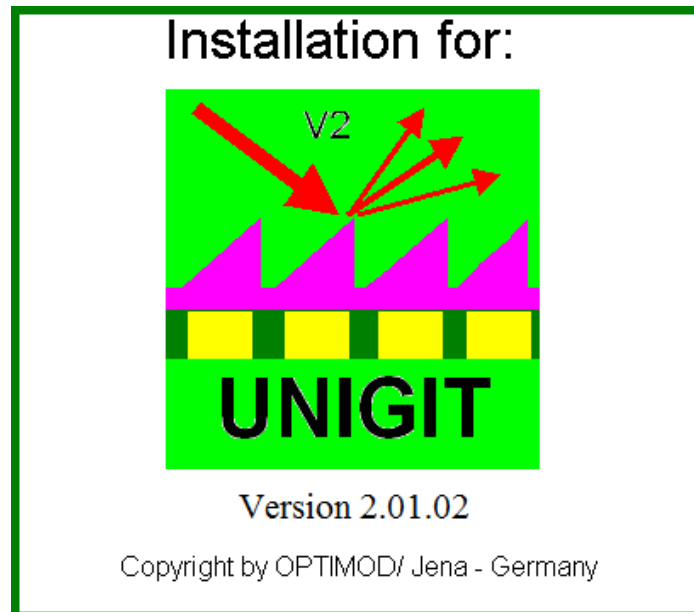 Installation for:
V2
UNIGIT
Version 2.01.02
Copyright by OPTIMOD/ Jena - Germany